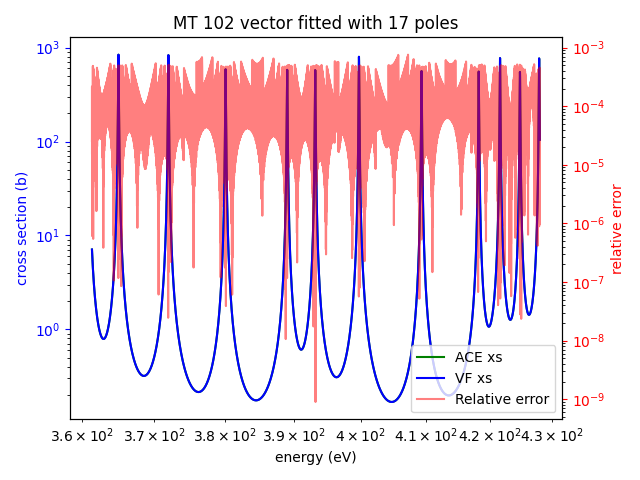 MT 102 vector fitted with 17 poles
10³
10²
10¹
10⁰
cross section (b)
10⁻³
10⁻⁴
10⁻⁵
10⁻⁶
10⁻⁷
10⁻⁸
10⁻⁹
relative error
ACE xs
VF xs
Relative error
3.6 × 10² 3.7 × 10² 3.8 × 10² 3.9 × 10² 4 × 10² 4.1 × 10² 4.2 × 10² 4.3 × 10²
energy (eV)